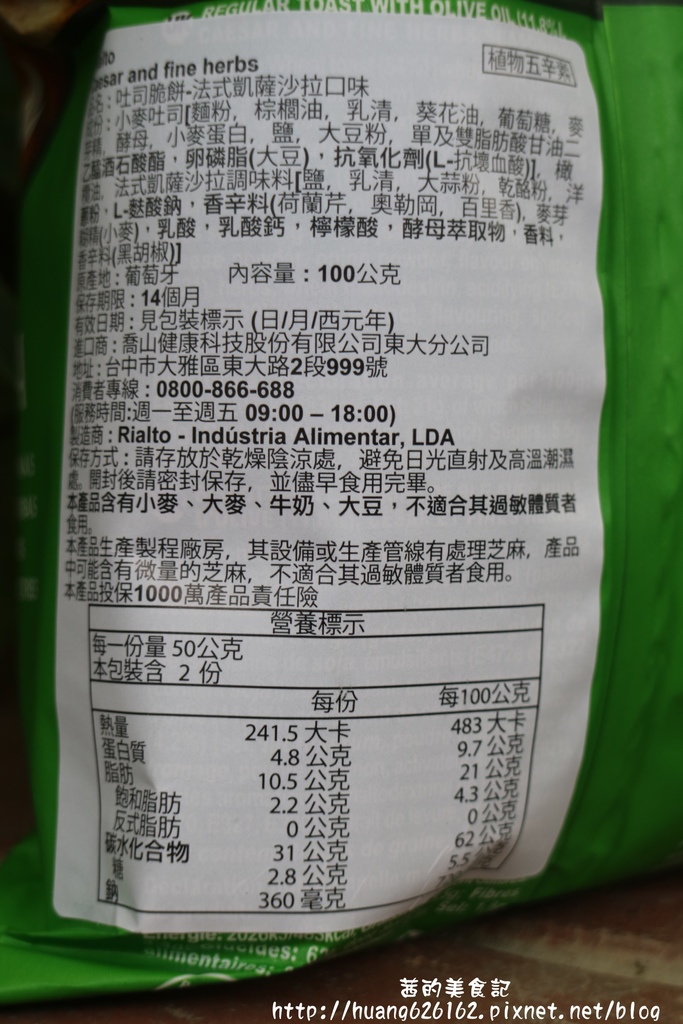 REGULAR TOAST WITH OLIVE OIL (11.8%),
CAESAR AND FINE HERBS
植物五辛素
and fine herbs
吐司脆餅-法式凱薩沙拉口味
小麥吐司[麵粉, 棕櫚油, 乳清, 葵花油, 葡萄糖, 麥
酵母, 小麥蛋白, 鹽, 大豆粉, 單及雙脂肪酸甘油二
酒石酸酯, 卵磷脂(大豆), 抗氧化劑(L-抗壞血酸)], 橄
油, 法式凱薩沙拉調味料[鹽, 乳清, 大蒜粉, 乾酪粉, 洋
粉, L-麩酸鈉, 香辛料(荷蘭芹, 奧勒岡, 百里香), 麥芽
糊精(小麥), 乳酸, 乳酸鈣, 檸檬酸, 酵母萃取物, 香料,
香辛料(黑胡椒)]
原產地:葡萄牙 內容量:100公克
保存期限:14個月
有效日期:見包裝標示 (日/月/西元年)
進口商:喬山健康科技股份有限公司東大分公司
地址:台中市大雅區東大路2段999號
消費者專線:0800-866-688
(服務時間:週一至週五 09:00 – 18:00)
製造商:Rialto - Indústria Alimentar, LDA
保存方式:請存放於乾燥陰涼處, 避免日光直射及高溫潮濕
處。開封後請密封保存, 並儘早食用完畢。
本產品含有小麥、大麥、牛奶、大豆, 不適合其過敏體質者
食用。
本產品生產製程廠房, 其設備或生產管線有處理芝麻, 產品
中可能含有微量的芝麻, 不適合其過敏體質者食用。
本產品投保1000萬產品責任險
營養標示
每一份量 50公克
本包裝含 2 份
每份 每100公克
熱量 241.5 大卡 483 大卡
蛋白質 4.8 公克 9.7 公克
脂肪 10.5 公克 21 公克
飽和脂肪 2.2 公克 4.3 公克
反式脂肪 0 公克 0 公克
碳水化合物 31 公克 62 公克
糖 2.8 公克 5.5
鈉 360 毫克
茜的美食記
http://huang626162.pixnet.net/blog